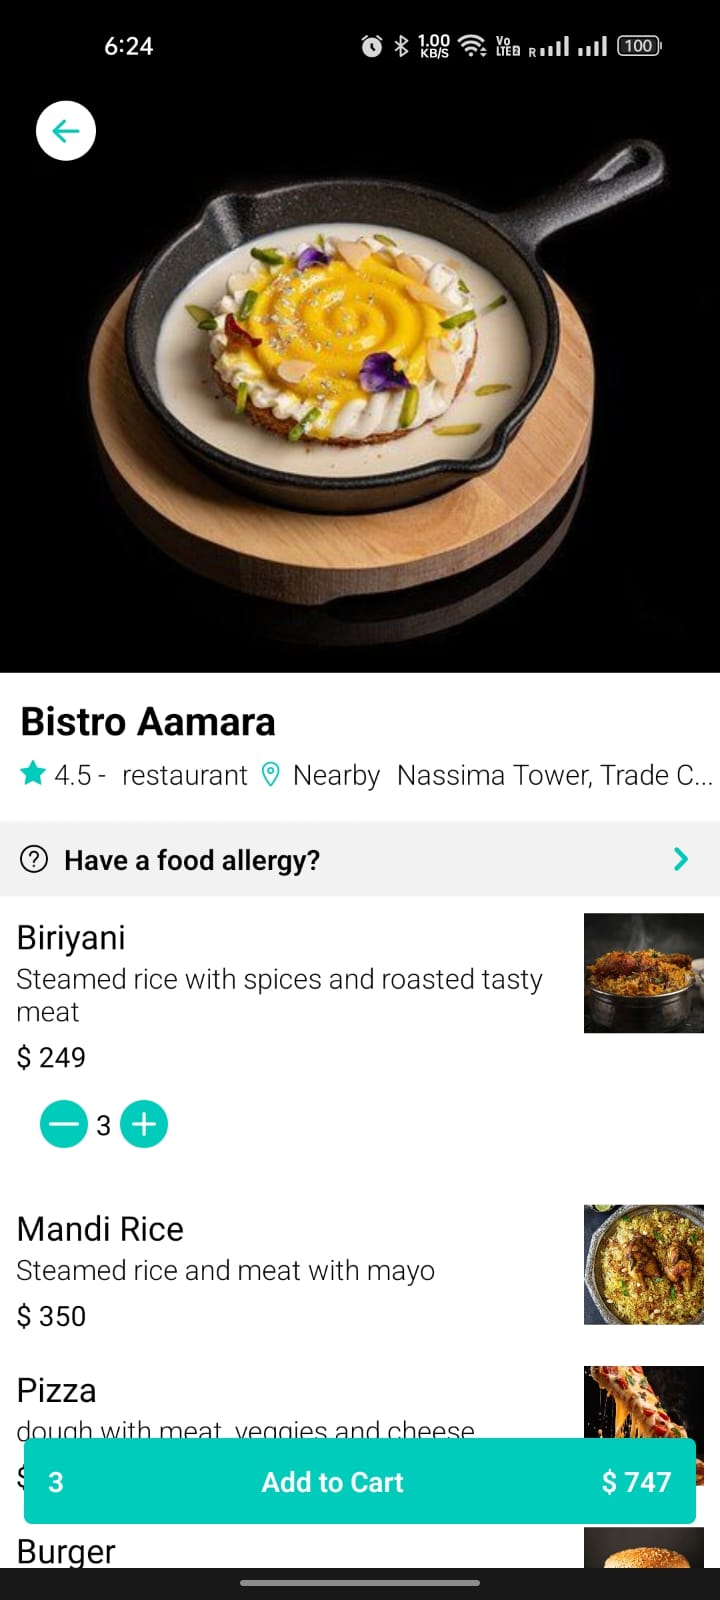 6:24
1.00
KB/S
Vo
LTE2
R
100
Bistro Aamara
4.5 - restaurant Nearby Nassima Tower, Trade C...
? Have a food allergy?
Biriyani
Steamed rice with spices and roasted tasty
meat
$ 249
3
Mandi Rice
Steamed rice and meat with mayo
$ 350
Pizza
dough with meat, veggies and cheese
$
3 Add to Cart $ 747
Burger